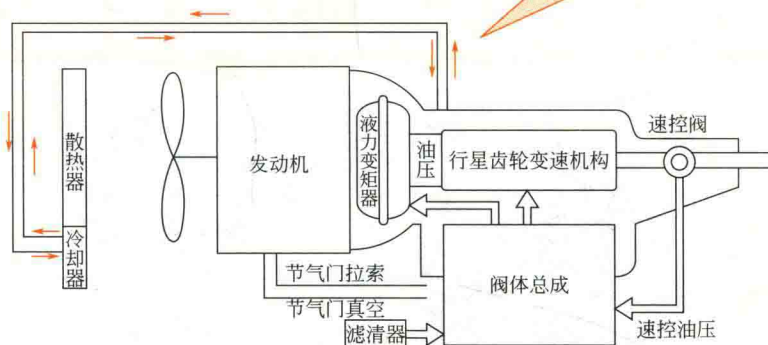 速控阀
散热器
液力变矩器
油压
行星齿轮变速机构
发动机
冷却器
节气门拉索
节气门真空
阀体总成
滤清器
速控油压